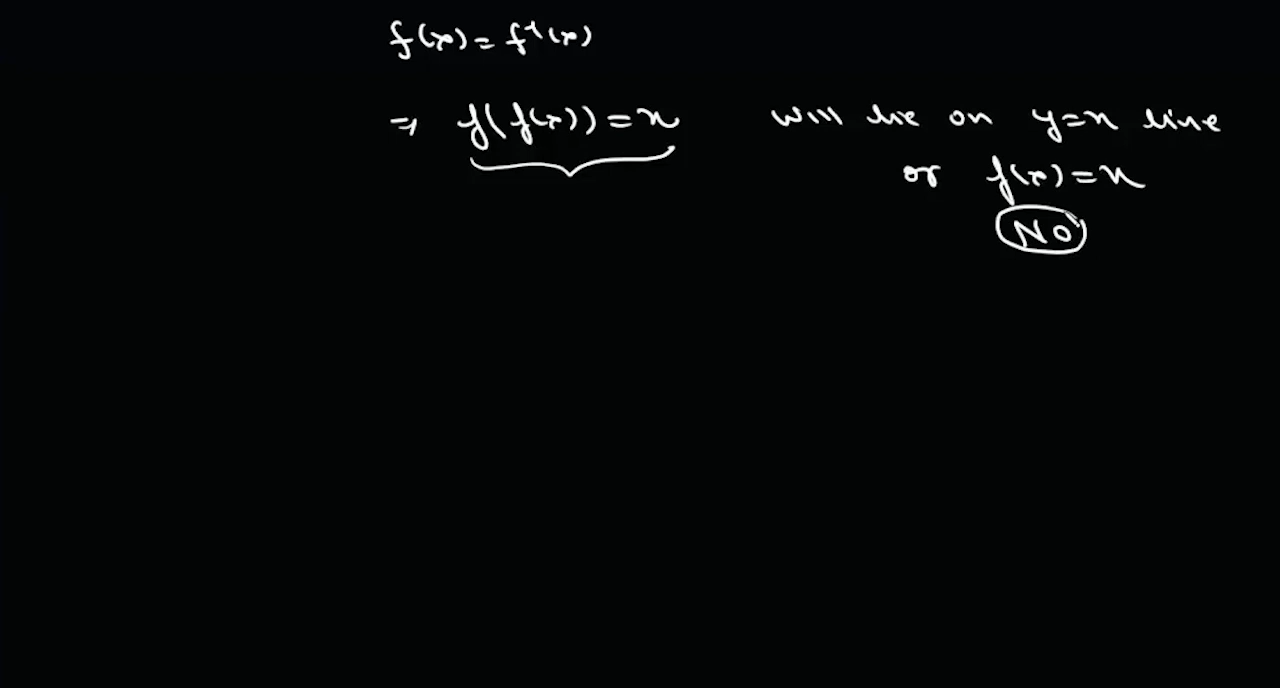 f(x) = f⁻¹(x)
⇒ f(f(x)) = x will lie on y=x line
or f(x) = x
NO